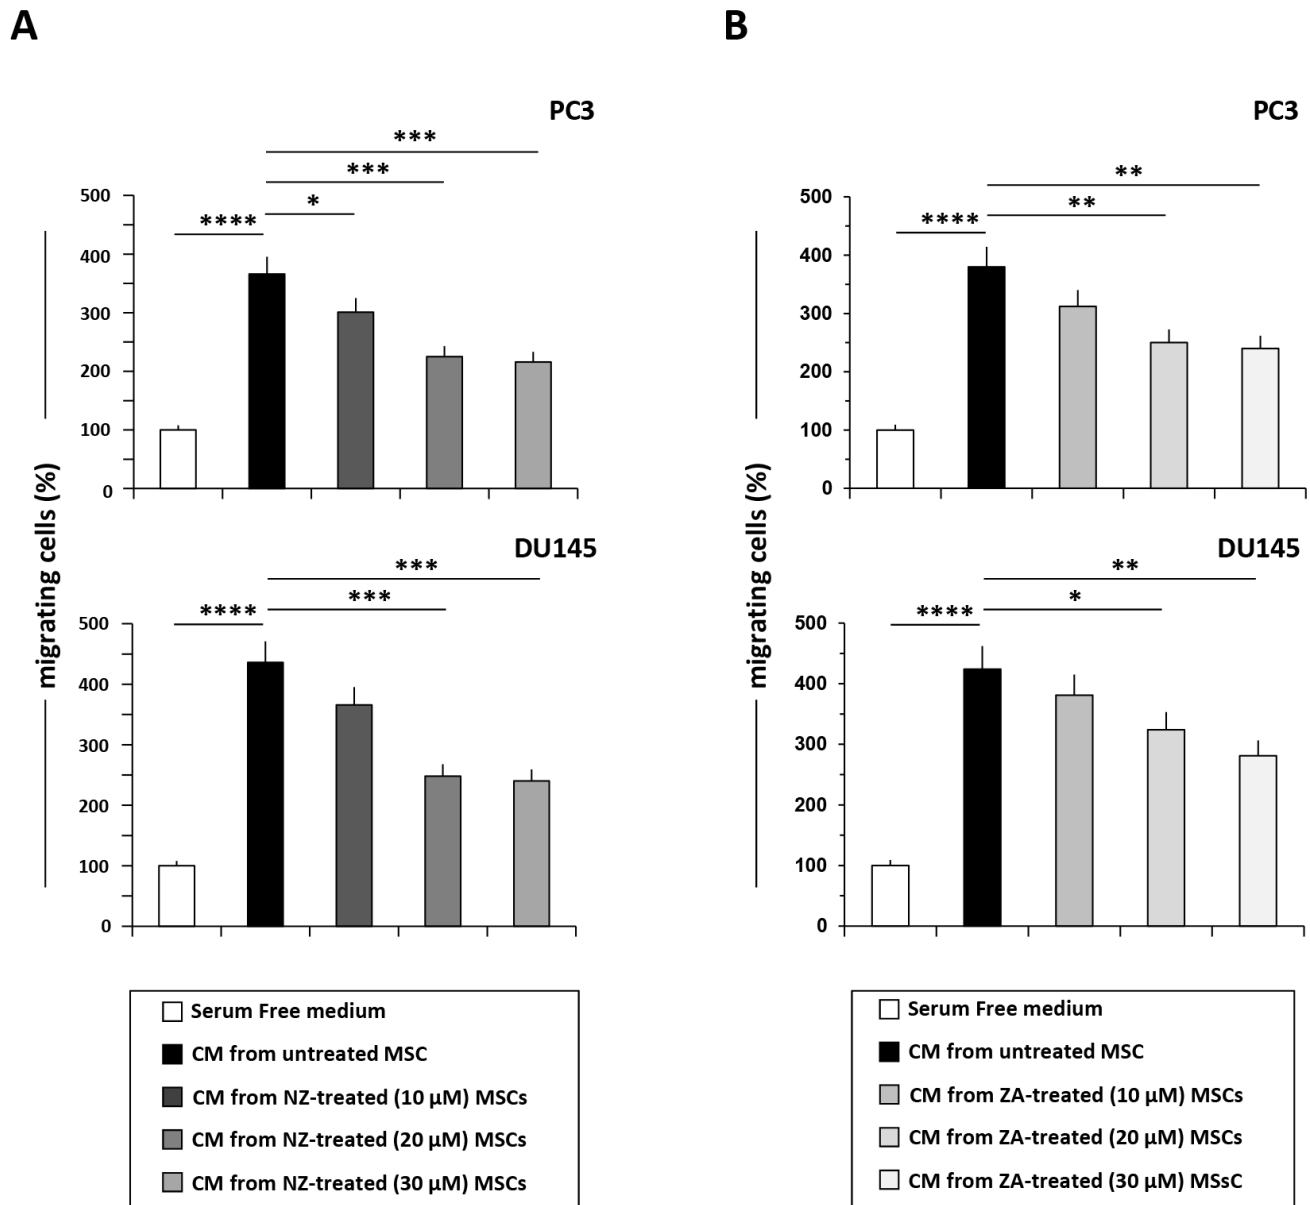 A
PC3
***
***
*
****
500
400
300
200
100
0
DU145
***
***
****
500
400
300
200
100
0
migrating cells (%)
Serum Free medium
CM from untreated MSC
CM from NZ-treated (10 μM) MSCs
CM from NZ-treated (20 μM) MSCs
CM from NZ-treated (30 μM) MSCs
B
PC3
**
**
****
500
400
300
200
100
0
DU145
**
*
****
500
400
300
200
100
0
migrating cells (%)
Serum Free medium
CM from untreated MSC
CM from ZA-treated (10 μM) MSCs
CM from ZA-treated (20 μM) MSCs
CM from ZA-treated (30 μM) MSsC